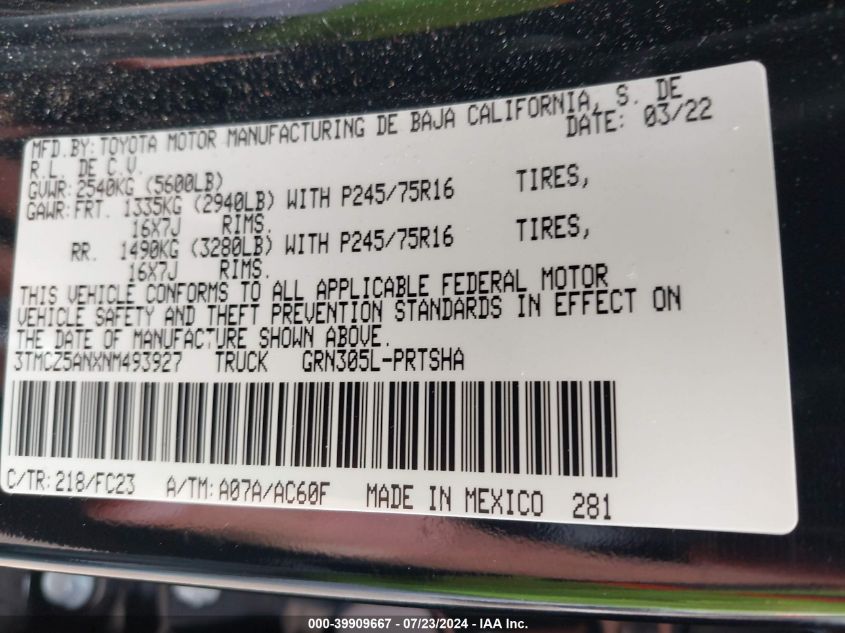 MFD.BY: TOYOTA MOTOR MANUFACTURING DE BAJA CALIFORNIA, S. DE
R.L. DE C.V. DATE: 03/22
GVWR: 2540KG (5600LB)
GAWR: FRT. 1335KG (2940LB) WITH P245/75R16 TIRES,
16X7J RIMS.
RR. 1490KG (3280LB) WITH P245/75R16 TIRES,
16X7J RIMS.
THIS VEHICLE CONFORMS TO ALL APPLICABLE FEDERAL MOTOR
VEHICLE SAFETY AND THEFT PREVENTION STANDARDS IN EFFECT ON
THE DATE OF MANUFACTURE SHOWN ABOVE.
3TMCZ5ANXNM493927 TRUCK GRN305L-PRTSHA
C/TR: 218/FC23 A/TM: A07A/AC60F MADE IN MEXICO 281
000-39909667 / 07/23/2024 - IAA Inc.